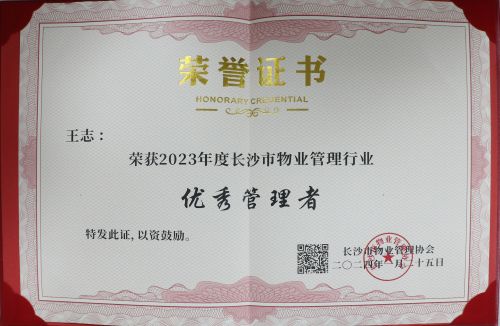 荣誉证书
HONORARY CREDENTIAL
王志：
荣获2023年度长沙市物业管理行业
优秀管理者
特发此证，以资鼓励。
长沙市物业管理协会
二〇二四年一月二十五日